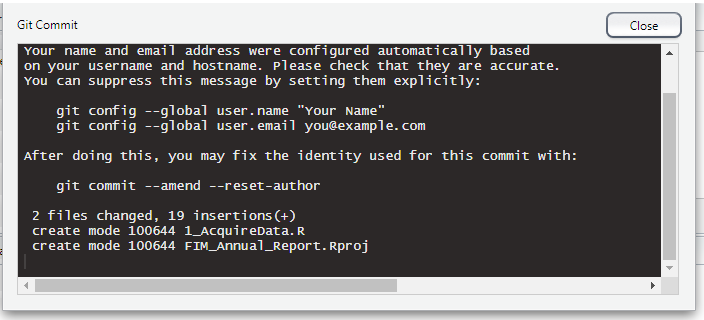 Git Commit
Close
Your name and email address were configured automatically based
on your username and hostname. Please check that they are accurate.
You can suppress this message by setting them explicitly:
git config --global user.name "Your Name"
git config --global user.email you@example.com
After doing this, you may fix the identity used for this commit with:
git commit --amend --reset-author
2 files changed, 19 insertions(+)
create mode 100644 1_AcquireData.R
create mode 100644 FIM_Annual_Report.Rproj